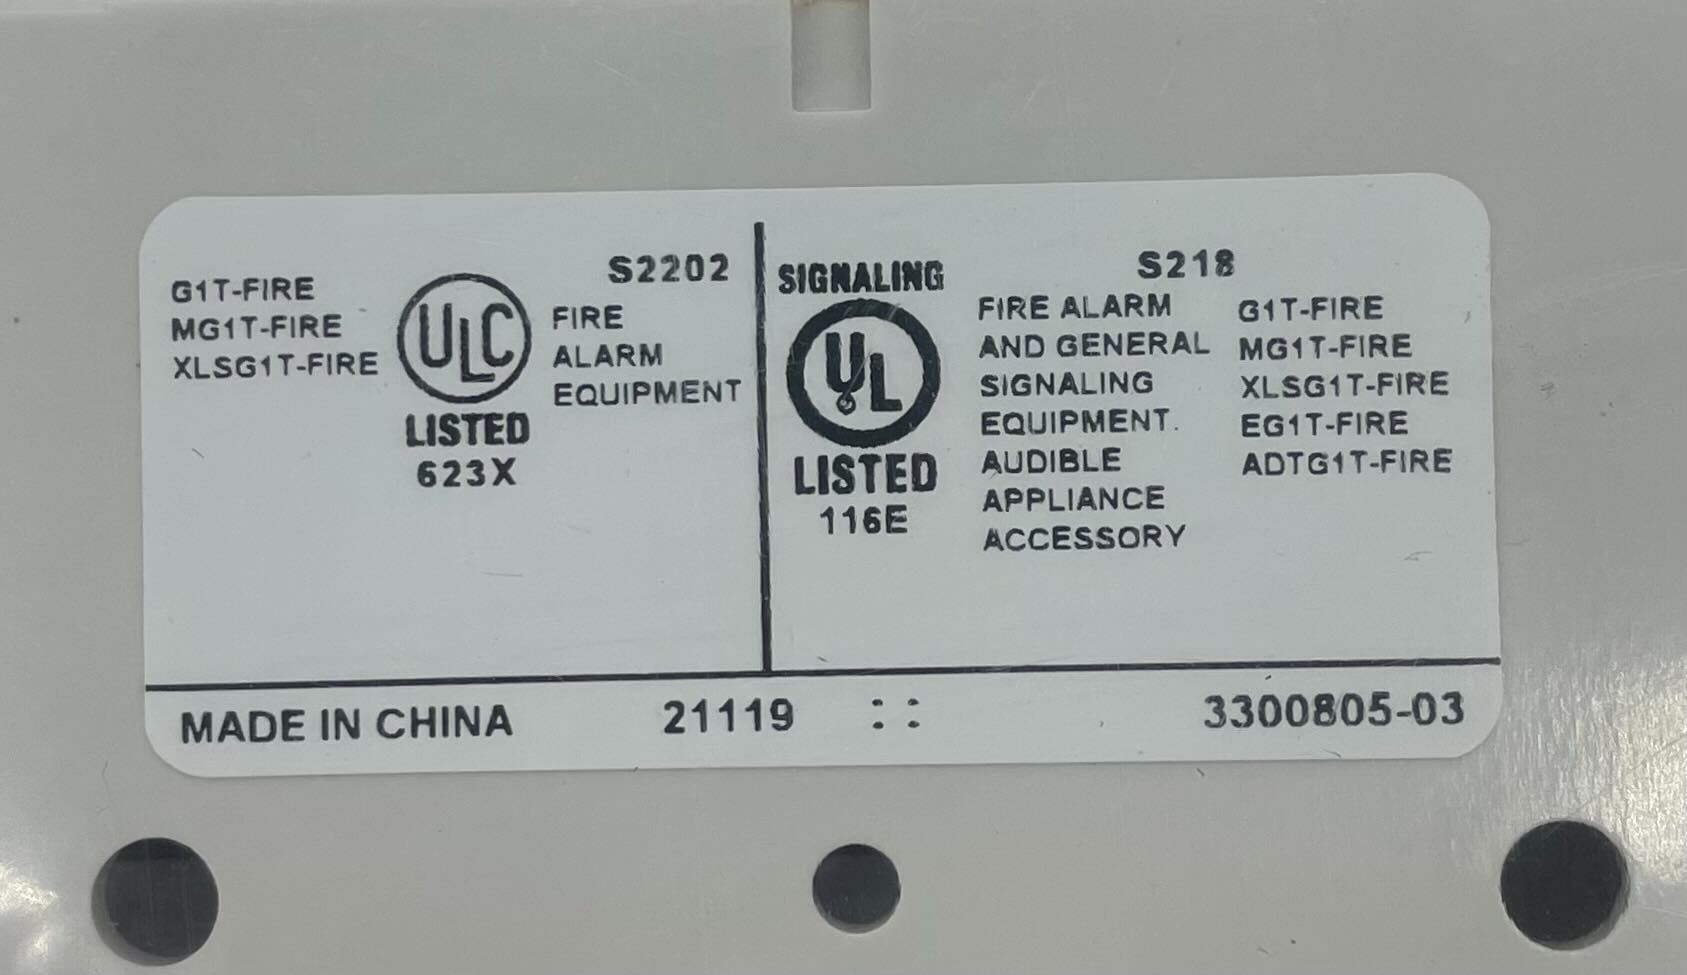 S2202
G1T-FIRE
MG1T-FIRE
XLSG1T-FIRE
ULC
LISTED
623X
FIRE
ALARM
EQUIPMENT
SIGNALING
UL
LISTED
116E
S218
FIRE ALARM
AND GENERAL
SIGNALING
EQUIPMENT.
AUDIBLE
APPLIANCE
ACCESSORY
G1T-FIRE
MG1T-FIRE
XLSG1T-FIRE
EG1T-FIRE
ADTG1T-FIRE
MADE IN CHINA 21119 : : 3300805-03